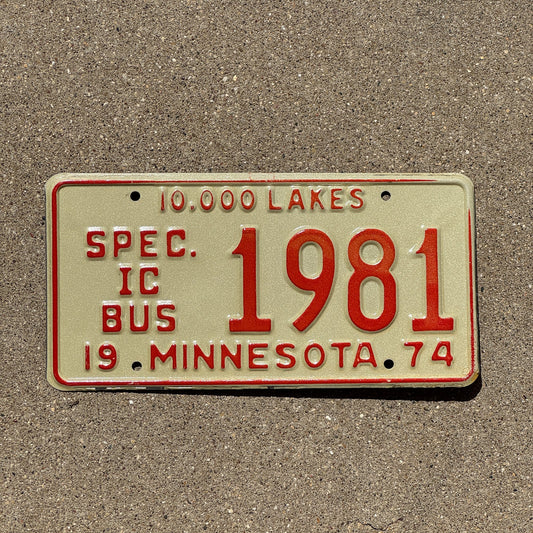 10,000 LAKES
SPEC.
IC
BUS
1981
19 MINNESOTA 74